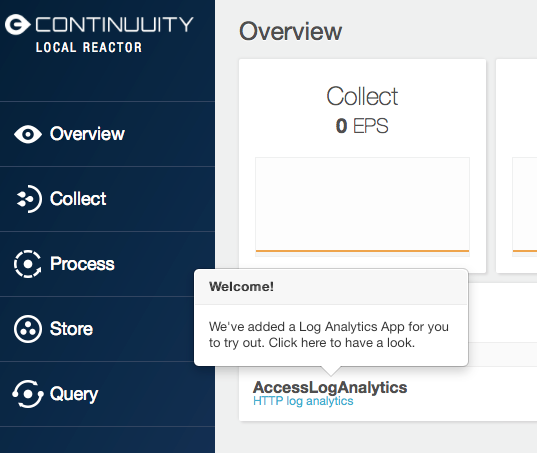 CONTINUUITY
LOCAL REACTOR
Overview
Collect
Process
Store
Query
Overview
Collect
0 EPS
Welcome!
We've added a Log Analytics App for you
to try out. Click here to have a look.
AccessLogAnalytics
HTTP log analytics